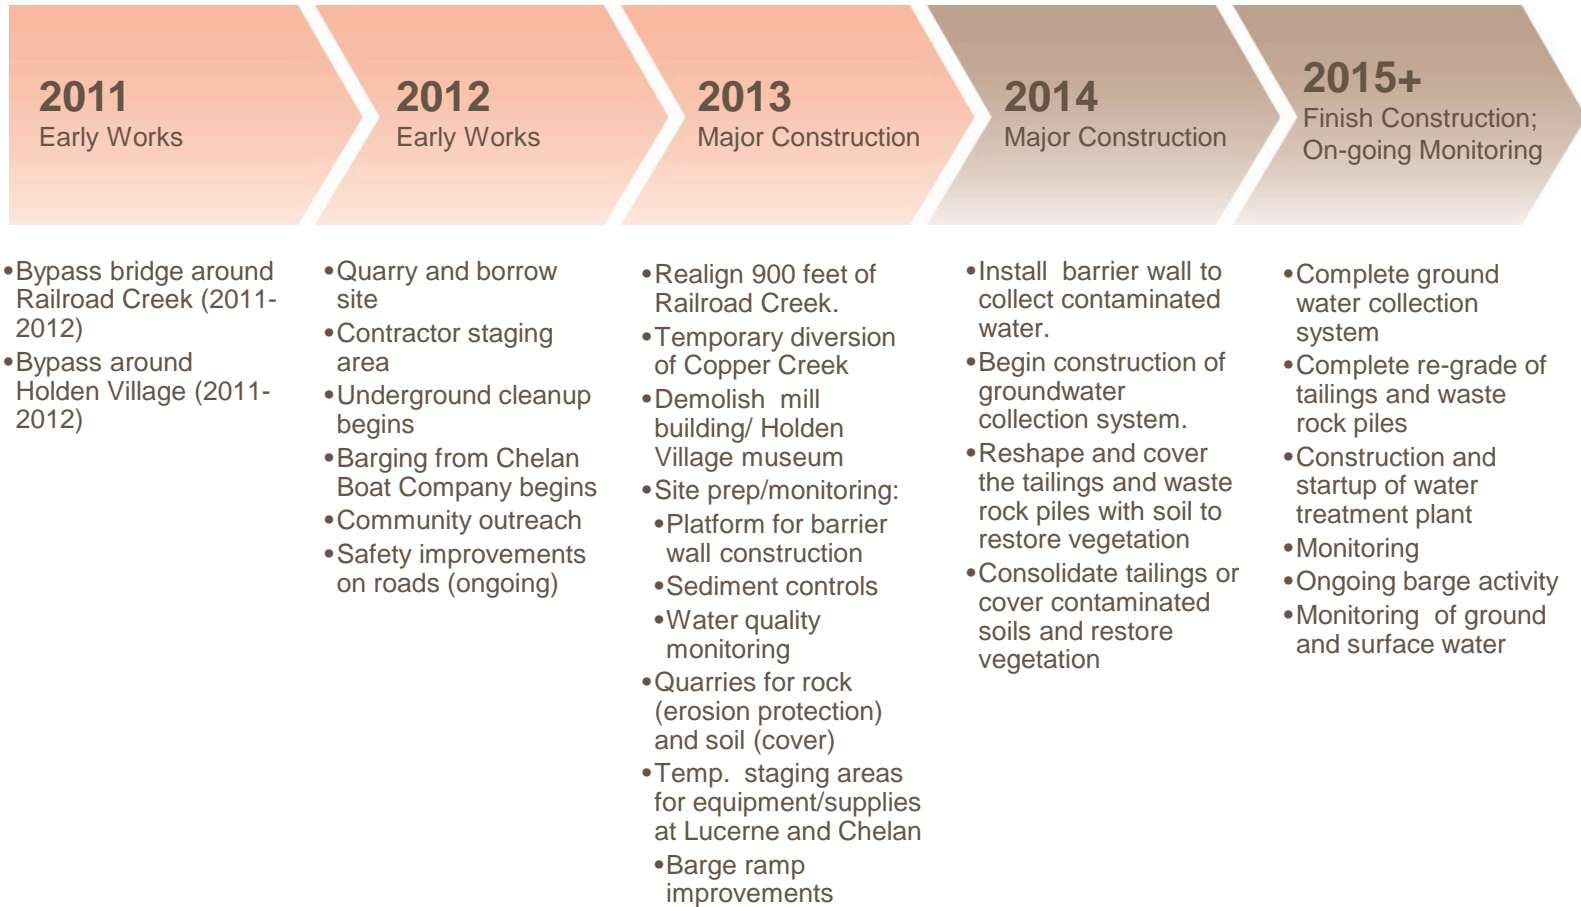 2011
Early Works
2012
Early Works
2013
Major Construction
2014
Major Construction
2015+
Finish Construction;
On-going Monitoring
•Bypass bridge around
Railroad Creek (2011-
2012)
•Bypass around
Holden Village (2011-
2012)
•Quarry and borrow
site
•Contractor staging
area
•Underground cleanup
begins
•Barging from Chelan
Boat Company begins
•Community outreach
•Safety improvements
on roads (ongoing)
•Realign 900 feet of
Railroad Creek.
•Temporary diversion
of Copper Creek
•Demolish mill
building/ Holden
Village museum
•Site prep/monitoring:
•Platform for barrier
wall construction
•Sediment controls
•Water quality
monitoring
•Quarries for rock
(erosion protection)
and soil (cover)
•Temp. staging areas
for equipment/supplies
at Lucerne and Chelan
•Barge ramp
improvements
•Install barrier wall to
collect contaminated
water.
•Begin construction of
groundwater
collection system.
•Reshape and cover
the tailings and waste
rock piles with soil to
restore vegetation
•Consolidate tailings or
cover contaminated
soils and restore
vegetation
•Complete ground
water collection
system
•Complete re-grade of
tailings and waste
rock piles
•Construction and
startup of water
treatment plant
•Monitoring
•Ongoing barge activity
•Monitoring of ground
and surface water